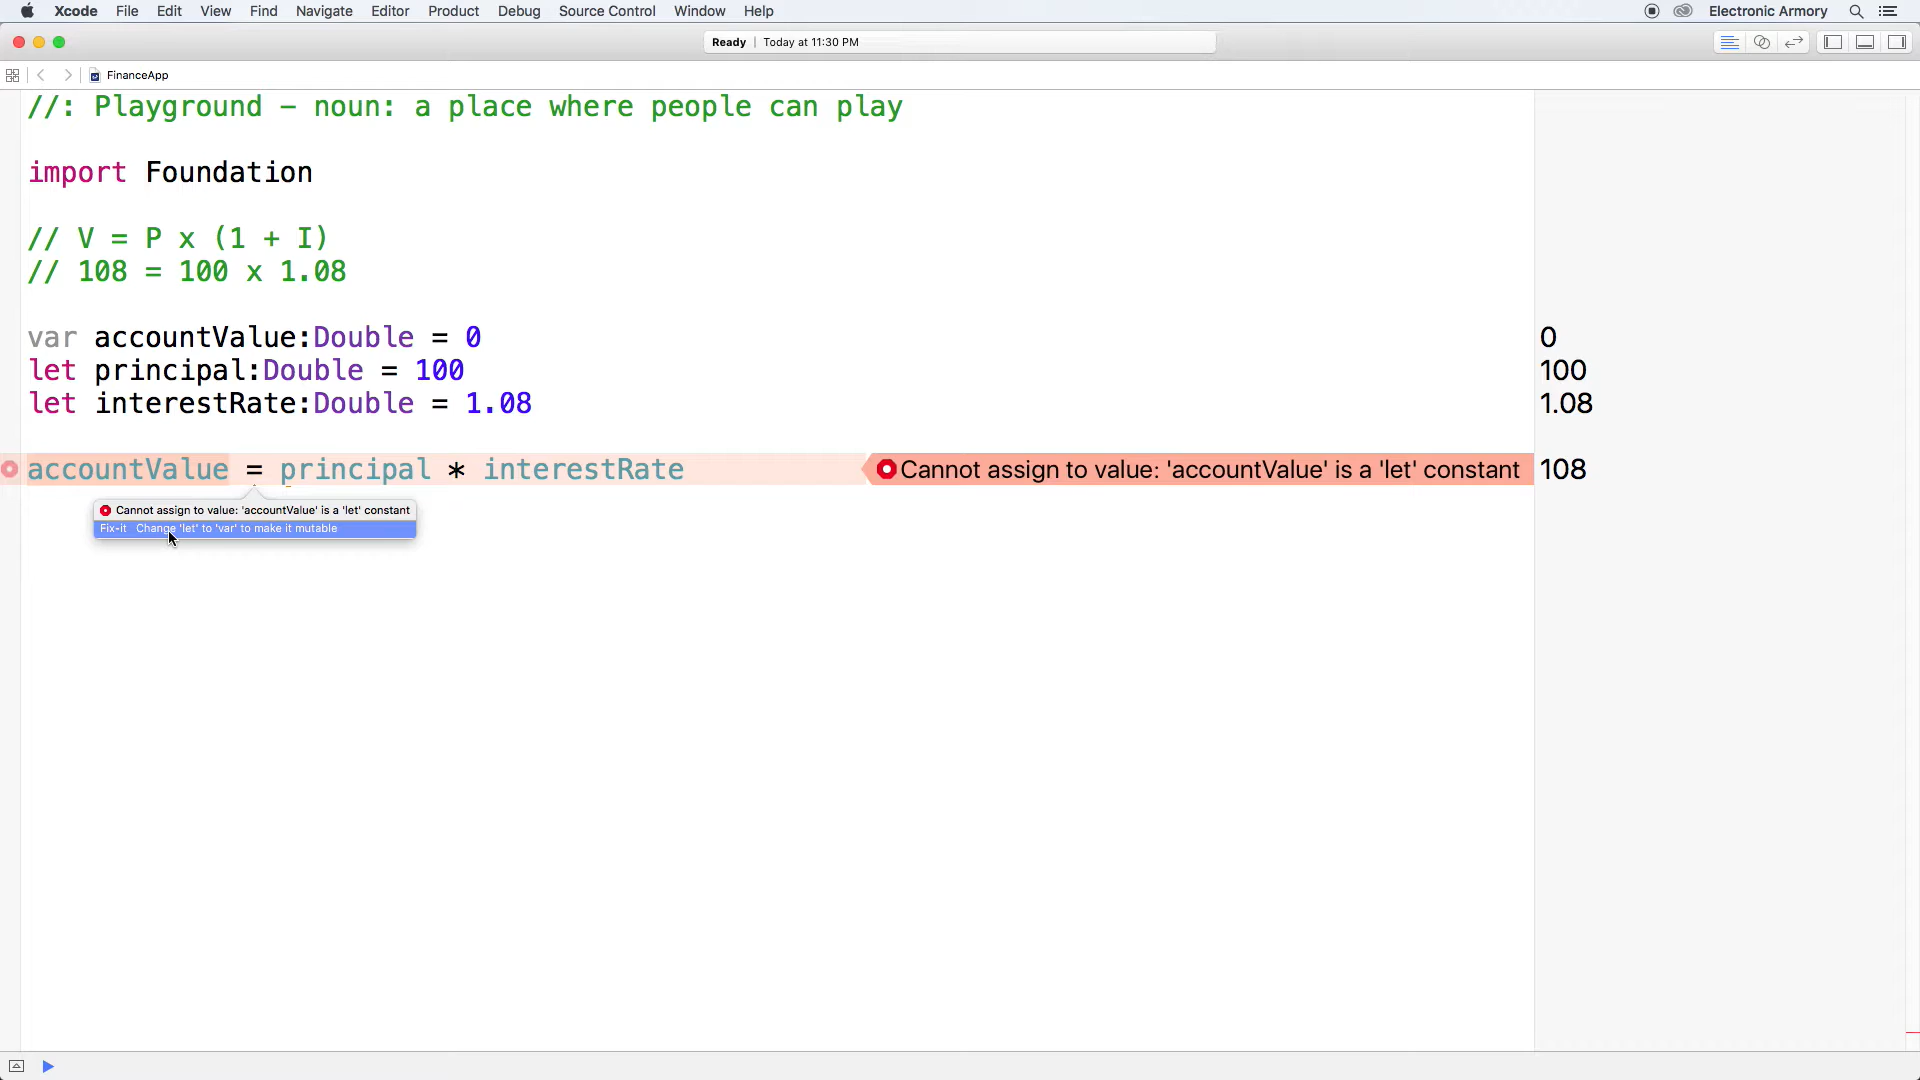 Xcode File Edit View Find Navigate Editor Product Debug Source Control Window Help Electronic Armory
Ready | Today at 11:30 PM
FinanceApp
//: Playground – noun: a place where people can play
import Foundation
// V = P x (1 + I)
// 108 = 100 x 1.08
var accountValue:Double = 0 0
let principal:Double = 100 100
let interestRate:Double = 1.08 1.08
accountValue = principal * interestRate Cannot assign to value: 'accountValue' is a 'let' constant 108
Cannot assign to value: 'accountValue' is a 'let' constant
Fix-it Change 'let' to 'var' to make it mutable